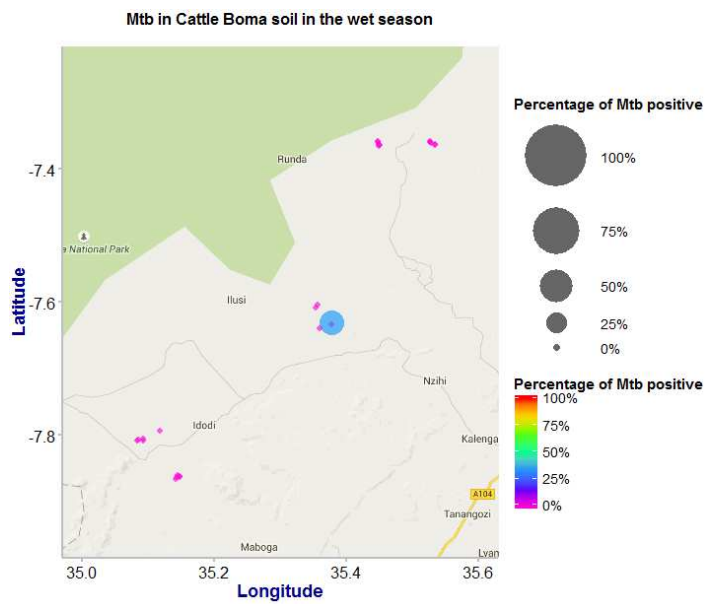 Mtb in Cattle Boma soil in the wet season
Percentage of Mtb positive
100%
75%
50%
25%
0%
Percentage of Mtb positive
100%
75%
50%
25%
0%
Latitude
-7.4
-7.6
-7.8
Runda
a National Park
Ilusi
Nzihi
Idodi
Kalenga
A104
Tanangozi
Maboga
Lvan
35.0
35.2
35.4
35.6
Longitude